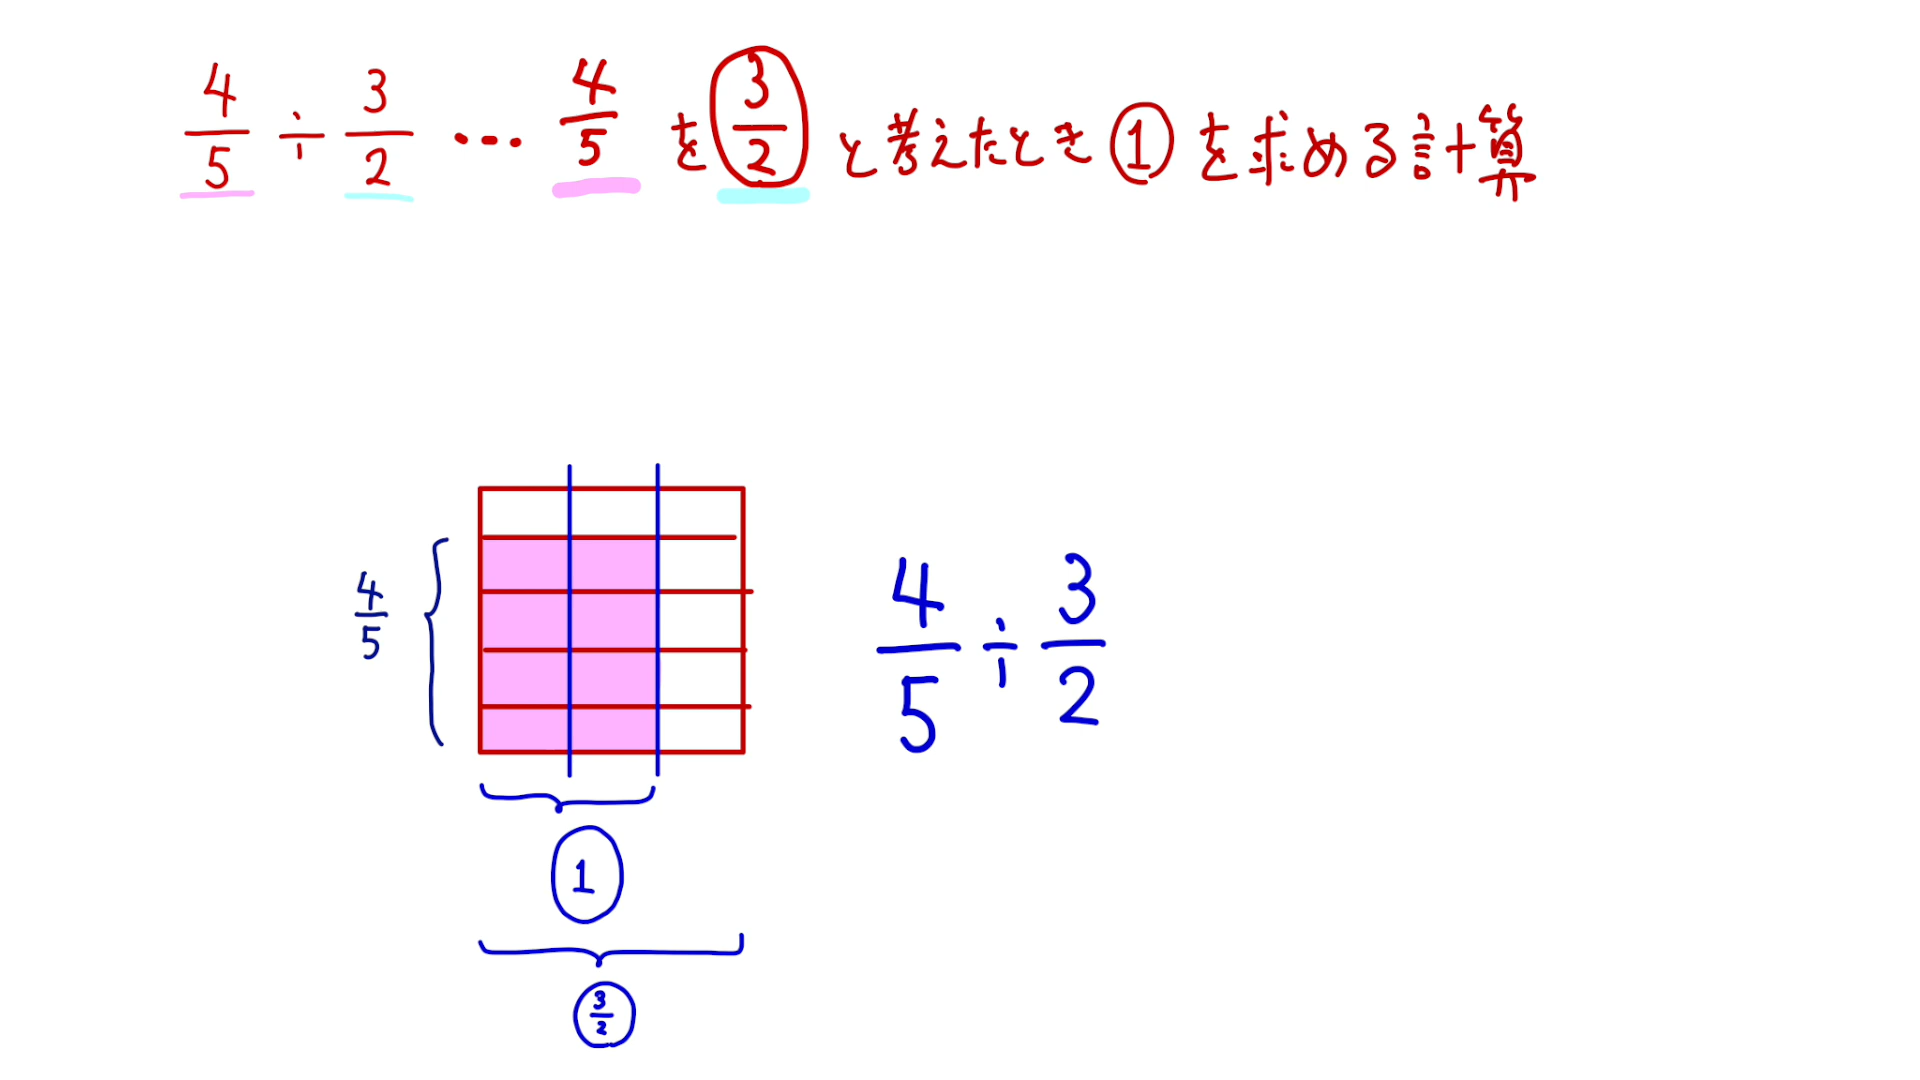 4/5 ÷ 3/2 … 4/5 を 3/2 と考えたとき ① を求める計算
4/5
4/5 ÷ 3/2
1
3/2